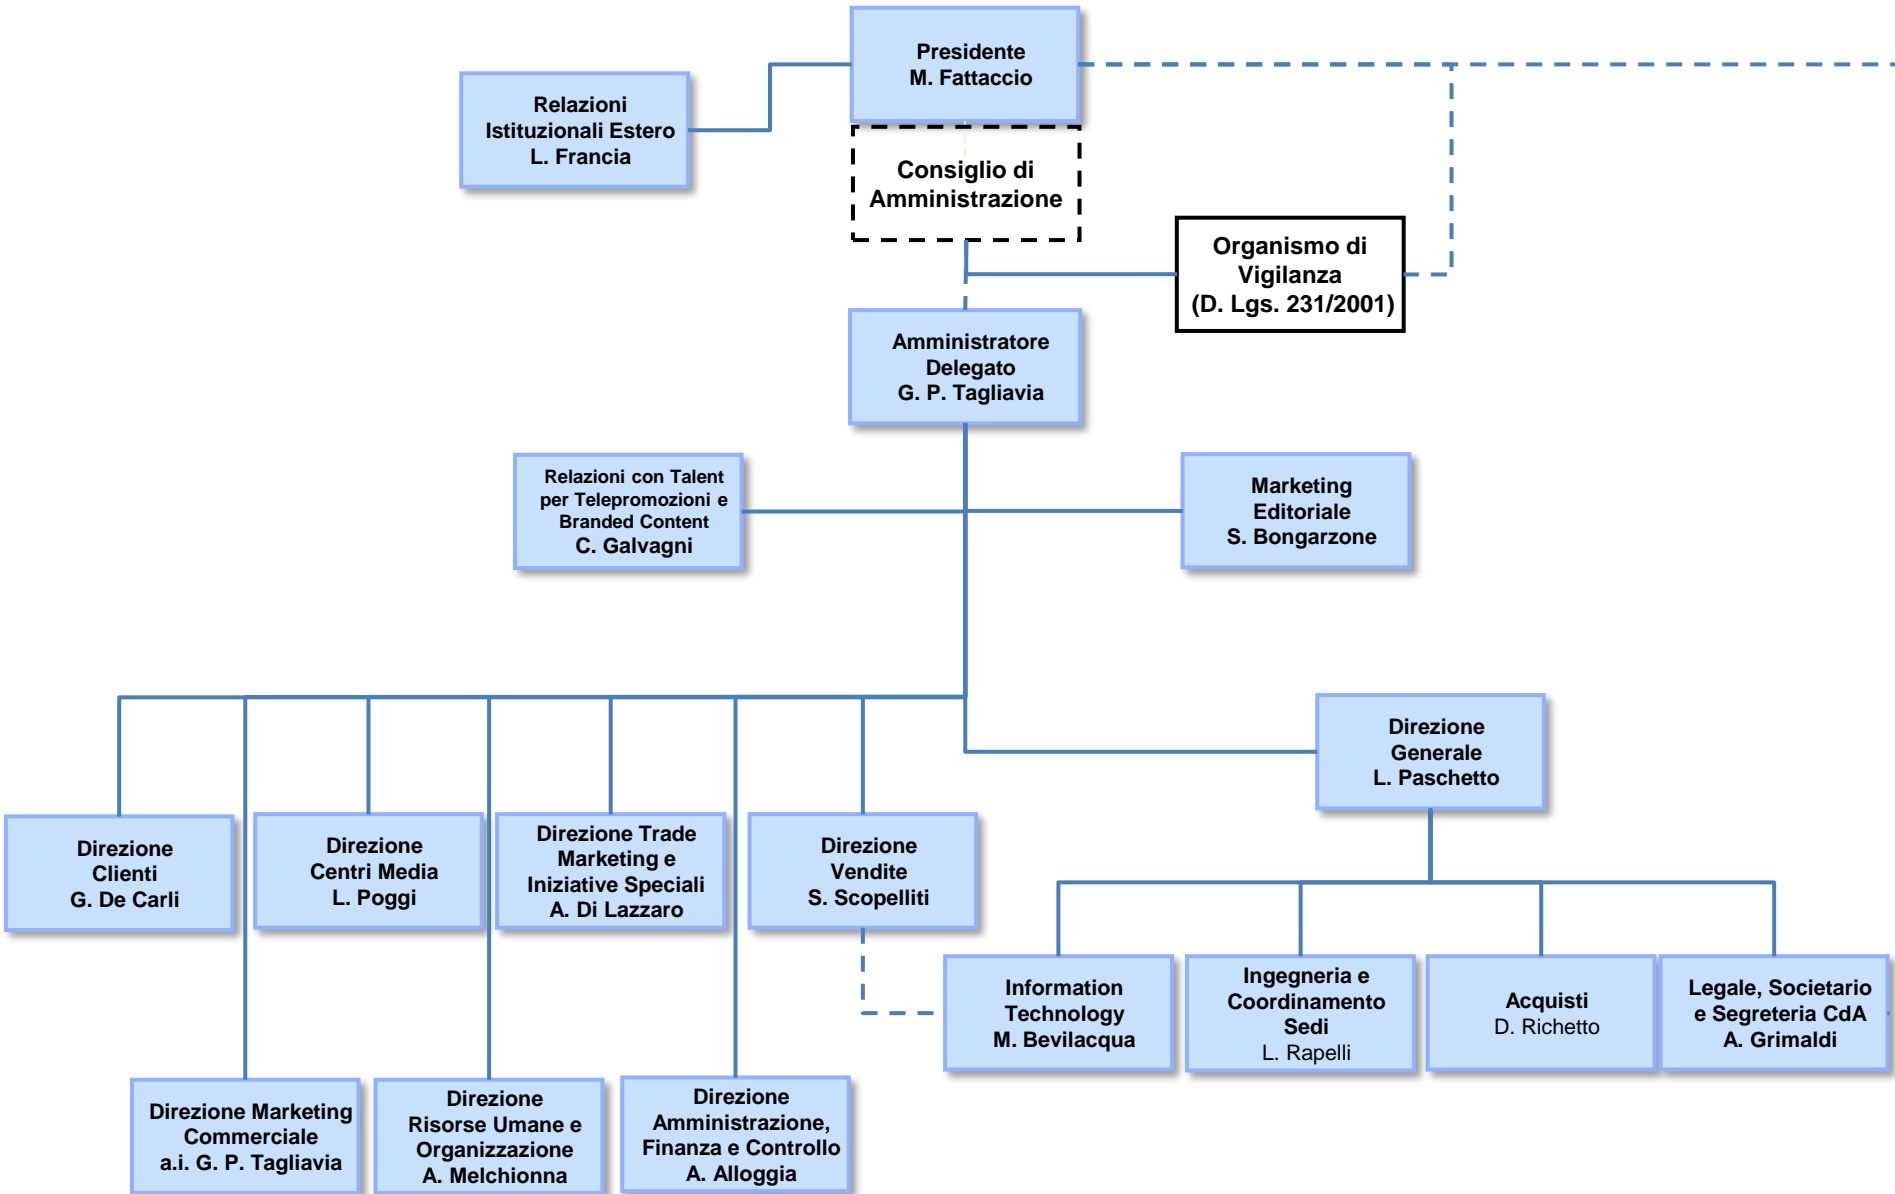 Presidente
M. Fattaccio
Relazioni
Istituzionali Estero
L. Francia
Consiglio di
Amministrazione
Organismo di
Vigilanza
(D. Lgs. 231/2001)
Amministratore
Delegato
G. P. Tagliavia
Relazioni con Talent
per Telepromozioni e
Branded Content
C. Galvagni
Marketing
Editoriale
S. Bongarzone
Direzione
Generale
L. Paschetto
Direzione
Clienti
G. De Carli
Direzione
Centri Media
L. Poggi
Direzione Trade
Marketing e
Iniziative Speciali
A. Di Lazzaro
Direzione
Vendite
S. Scopelliti
Information
Technology
M. Bevilacqua
Ingegneria e
Coordinamento
Sedi
L. Rapelli
Acquisti
D. Richetto
Legale, Societario
e Segreteria CdA
A. Grimaldi
Direzione Marketing
Commerciale
a.i. G. P. Tagliavia
Direzione
Risorse Umane e
Organizzazione
A. Melchionna
Direzione
Amministrazione,
Finanza e Controllo
A. Alloggia